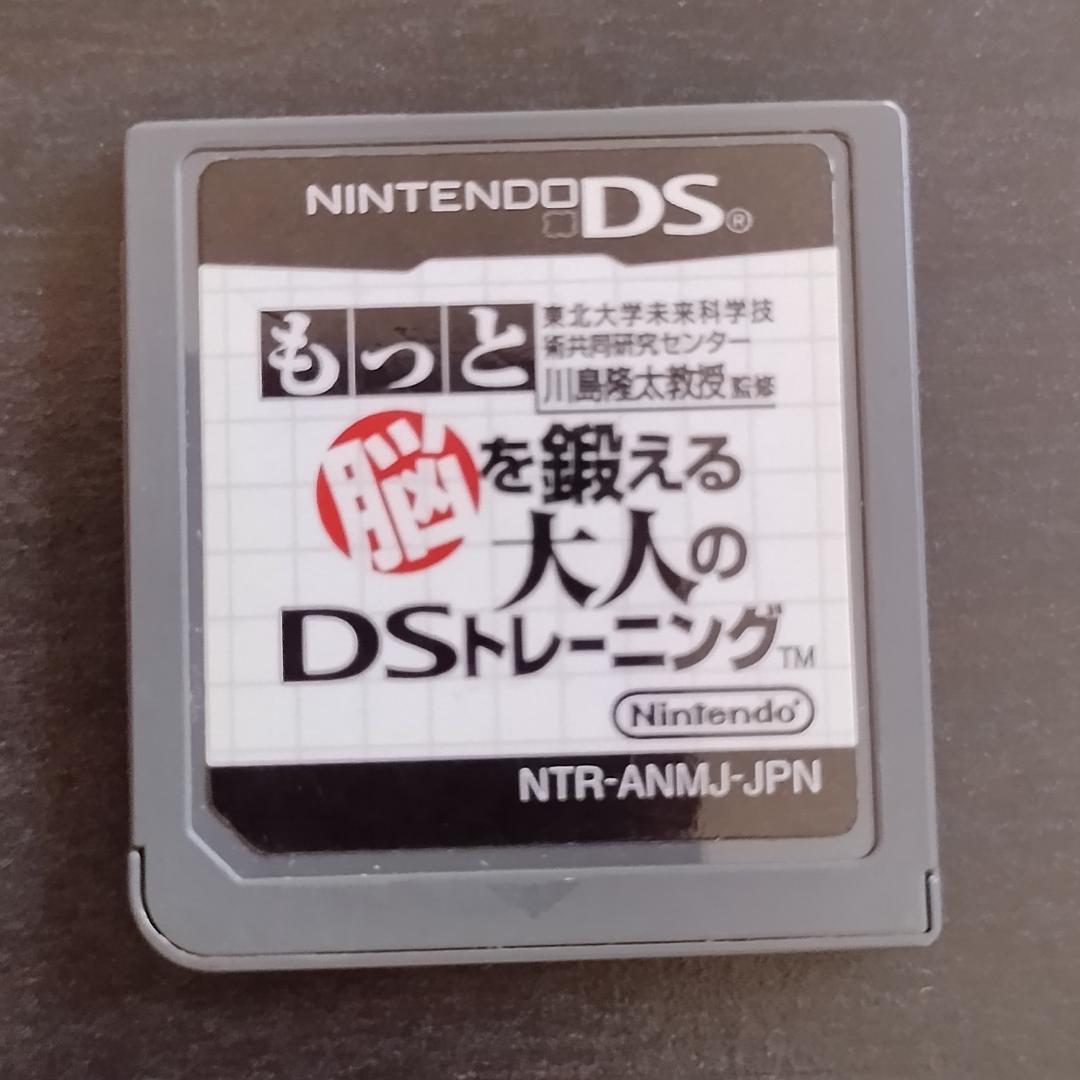 NINTENDO DS®
もっと
東北大学未来科学技
術共同研究センター
川島隆太教授 監修
脳を鍛える
大人の
DSトレーニング™
Nintendo®
NTR-ANMJ-JPN